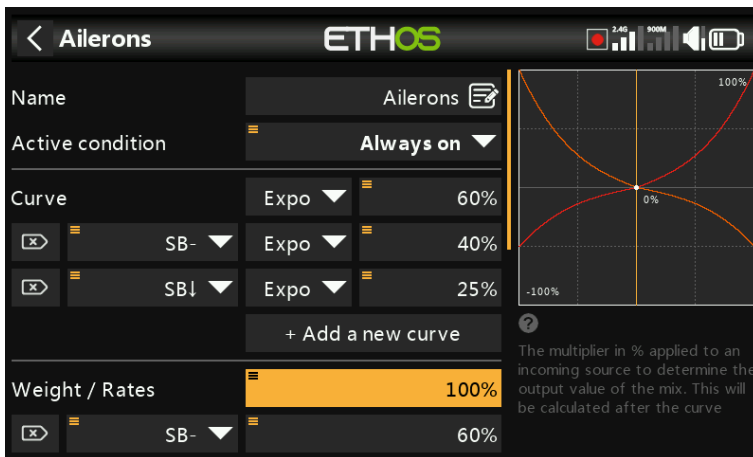 Ailerons
ETHOS
2.4G
900M
Name
Ailerons
Active condition
Always on
Curve
Expo
60%
SB-
Expo
40%
SB↓
Expo
25%
+ Add a new curve
Weight / Rates
100%
SB-
60%
100%
0%
-100%
?
The multiplier in % applied to an
incoming source to determine the
output value of the mix. This will
be calculated after the curve